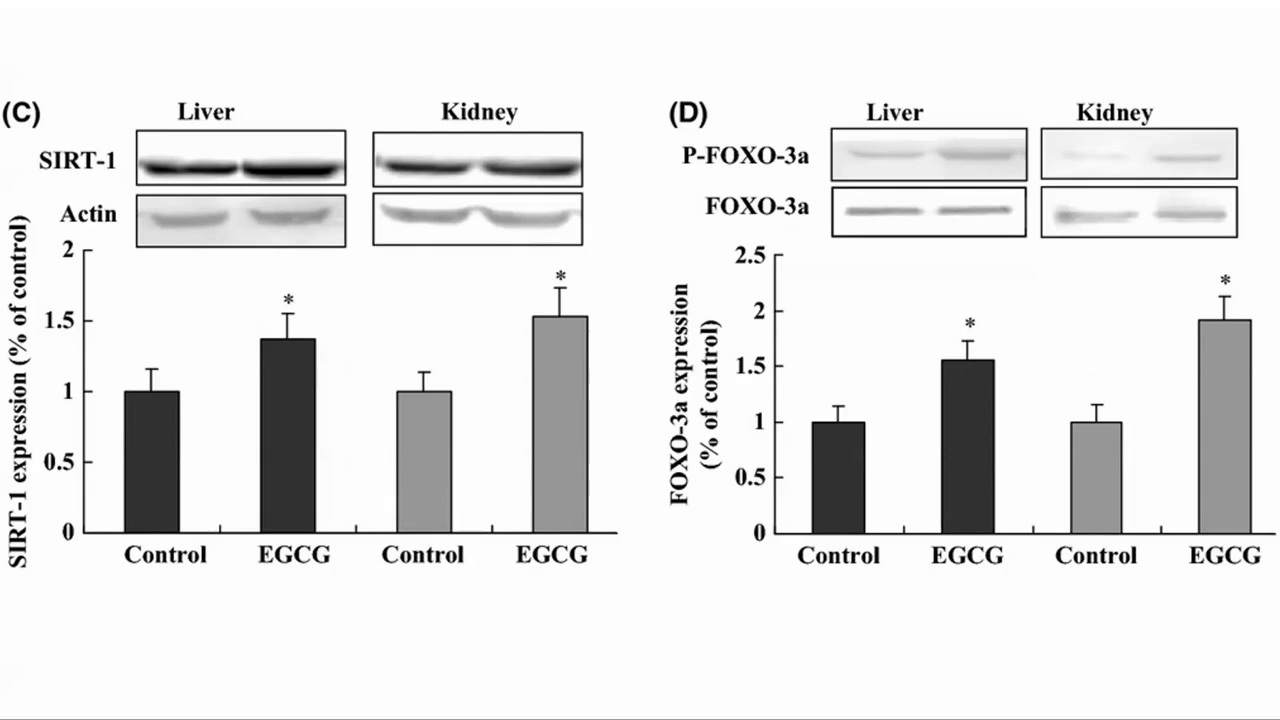 (C)
Liver
Kidney
SIRT-1
Actin
SIRT-1 expression (% of control)
2
1.5
1
0.5
0
*
*
Control
EGCG
Control
EGCG
(D)
Liver
Kidney
P-FOXO-3a
FOXO-3a
FOXO-3a expression
(% of control)
2.5
2
1.5
1
0.5
0
*
*
Control
EGCG
Control
EGCG